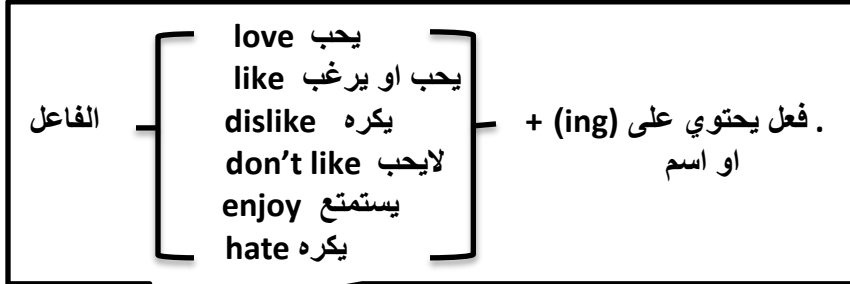 love يحب
like يحب او يرغب
الفاعل dislike يكره + (ing) فعل يحتوي على .
don't like لايحب او اسم
enjoy يستمتع
hate يكره